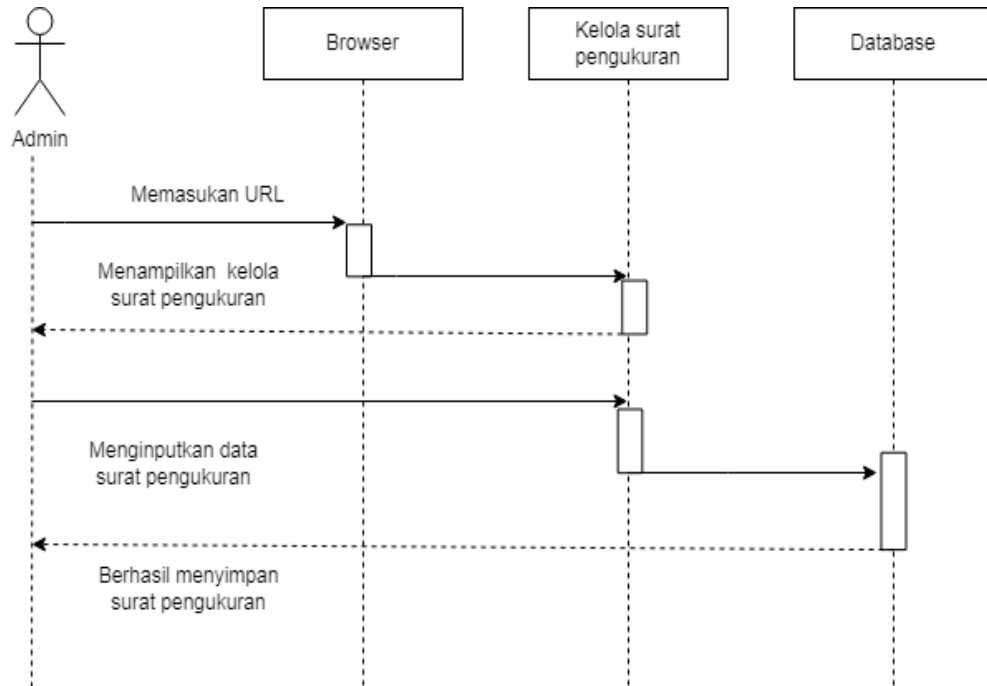 Browser
Kelola surat
pengukuran
Database
Admin
Memasukan URL
Menampilkan kelola
surat pengukuran
Menginputkan data
surat pengukuran
Berhasil menyimpan
surat pengukuran